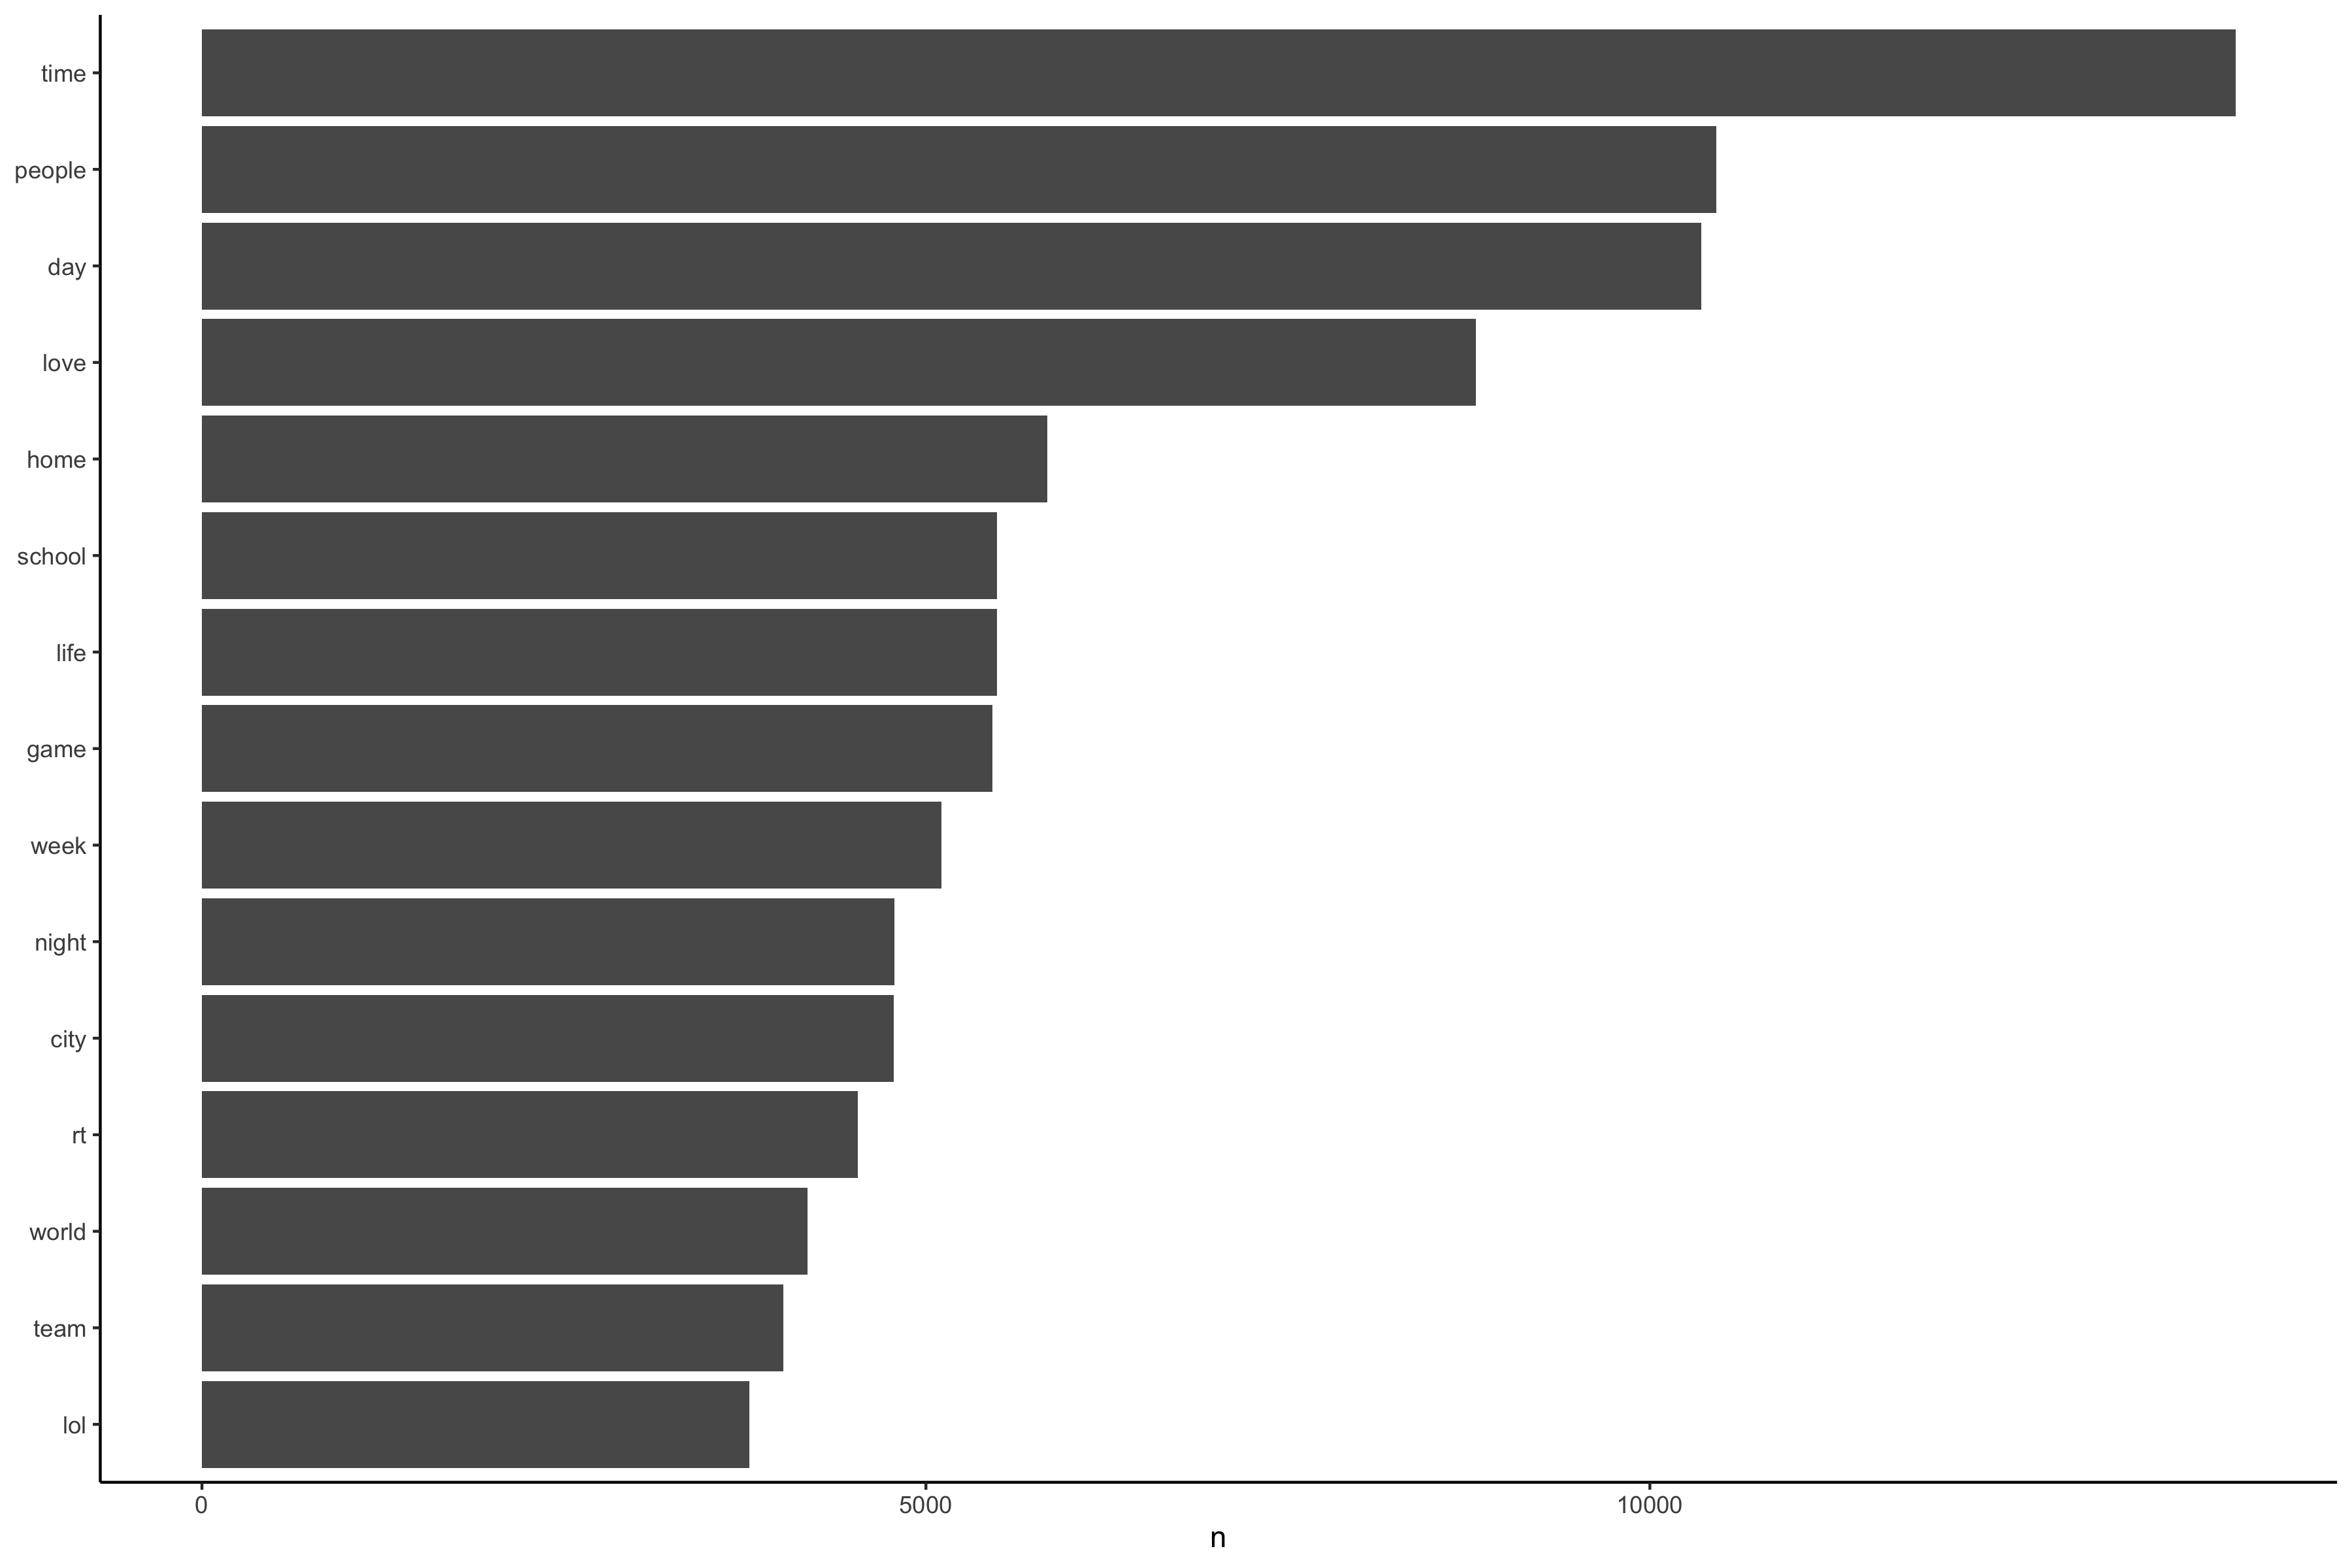 time
people
day
love
home
school
life
game
week
night
city
rt
world
team
lol
0 5000 10000
n